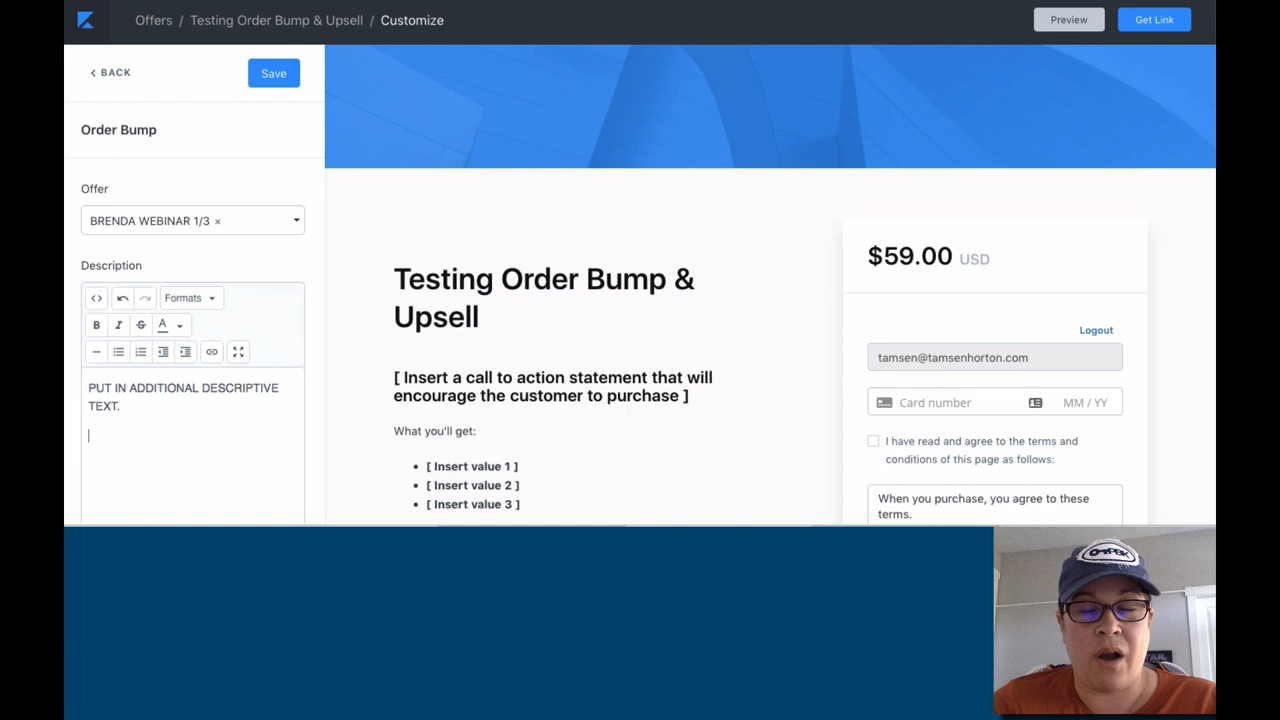 Offers / Testing Order Bump & Upsell / Customize
Preview
Get Link
BACK
Save
Order Bump
Offer
BRENDA WEBINAR 1/3 ×
Description
Formats
B I S A
PUT IN ADDITIONAL DESCRIPTIVE
TEXT.
Testing Order Bump &
Upsell
[ Insert a call to action statement that will
encourage the customer to purchase ]
What you'll get:
• [ Insert value 1 ]
• [ Insert value 2 ]
• [ Insert value 3 ]
$59.00 USD
Logout
tamsen@tamsenhorton.com
Card number MM / YY
I have read and agree to the terms and
conditions of this page as follows:
When you purchase, you agree to these
terms.